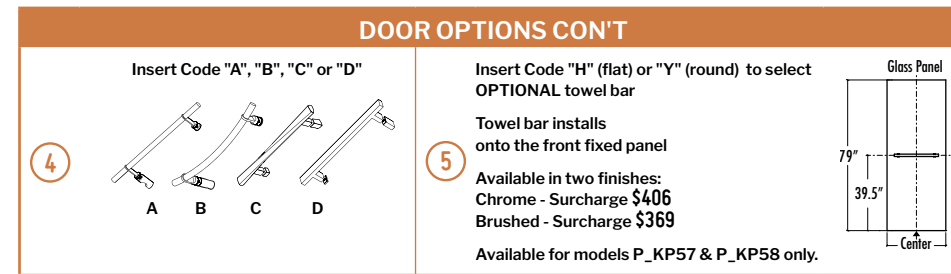 DOOR OPTIONS CON'T
4
Insert Code "A", "B", "C" or "D"
A B C D
5
Insert Code "H" (flat) or "Y" (round) to select
OPTIONAL towel bar
Towel bar installs
onto the front fixed panel
Available in two finishes:
Chrome - Surcharge $406
Brushed - Surcharge $369
Available for models P_KP57 & P_KP58 only.
Glass Panel
79"
39.5"
Center